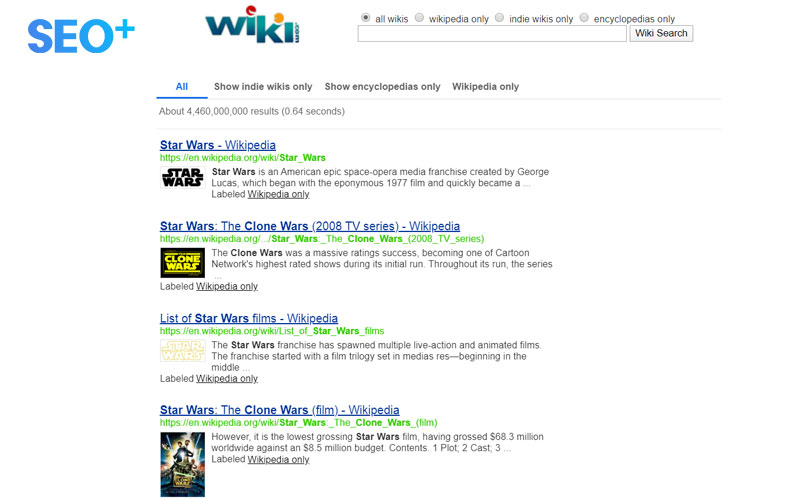 SEO+
wiki.com
all wikis wikipedia only indie wikis only encyclopedias only
Wiki Search
All Show indie wikis only Show encyclopedias only Wikipedia only
About 4,460,000,000 results (0.64 seconds)
Star Wars - Wikipedia
https://en.wikipedia.org/wiki/Star_Wars
STAR WARS
Star Wars is an American epic space-opera media franchise created by George
Lucas, which began with the eponymous 1977 film and quickly became a ...
Labeled Wikipedia only
Star Wars: The Clone Wars (2008 TV series) - Wikipedia
https://en.wikipedia.org/.../Star_Wars:_The_Clone_Wars_(2008_TV_series)
CLONE WARS
The Clone Wars was a massive ratings success, becoming one of Cartoon
Network's highest rated shows during its initial run. Throughout its run, the series
...
Labeled Wikipedia only
List of Star Wars films - Wikipedia
https://en.wikipedia.org/wiki/List_of_Star_Wars_films
STAR WARS
The Star Wars franchise has spawned multiple live-action and animated films.
The franchise started with a film trilogy set in medias res—beginning in the
middle ...
Labeled Wikipedia only
Star Wars: The Clone Wars (film) - Wikipedia
https://en.wikipedia.org/wiki/Star_Wars:_The_Clone_Wars_(film)
However, it is the lowest grossing Star Wars film, having grossed $68.3 million
worldwide against an $8.5 million budget. Contents. 1 Plot; 2 Cast; 3 ...
Labeled Wikipedia only